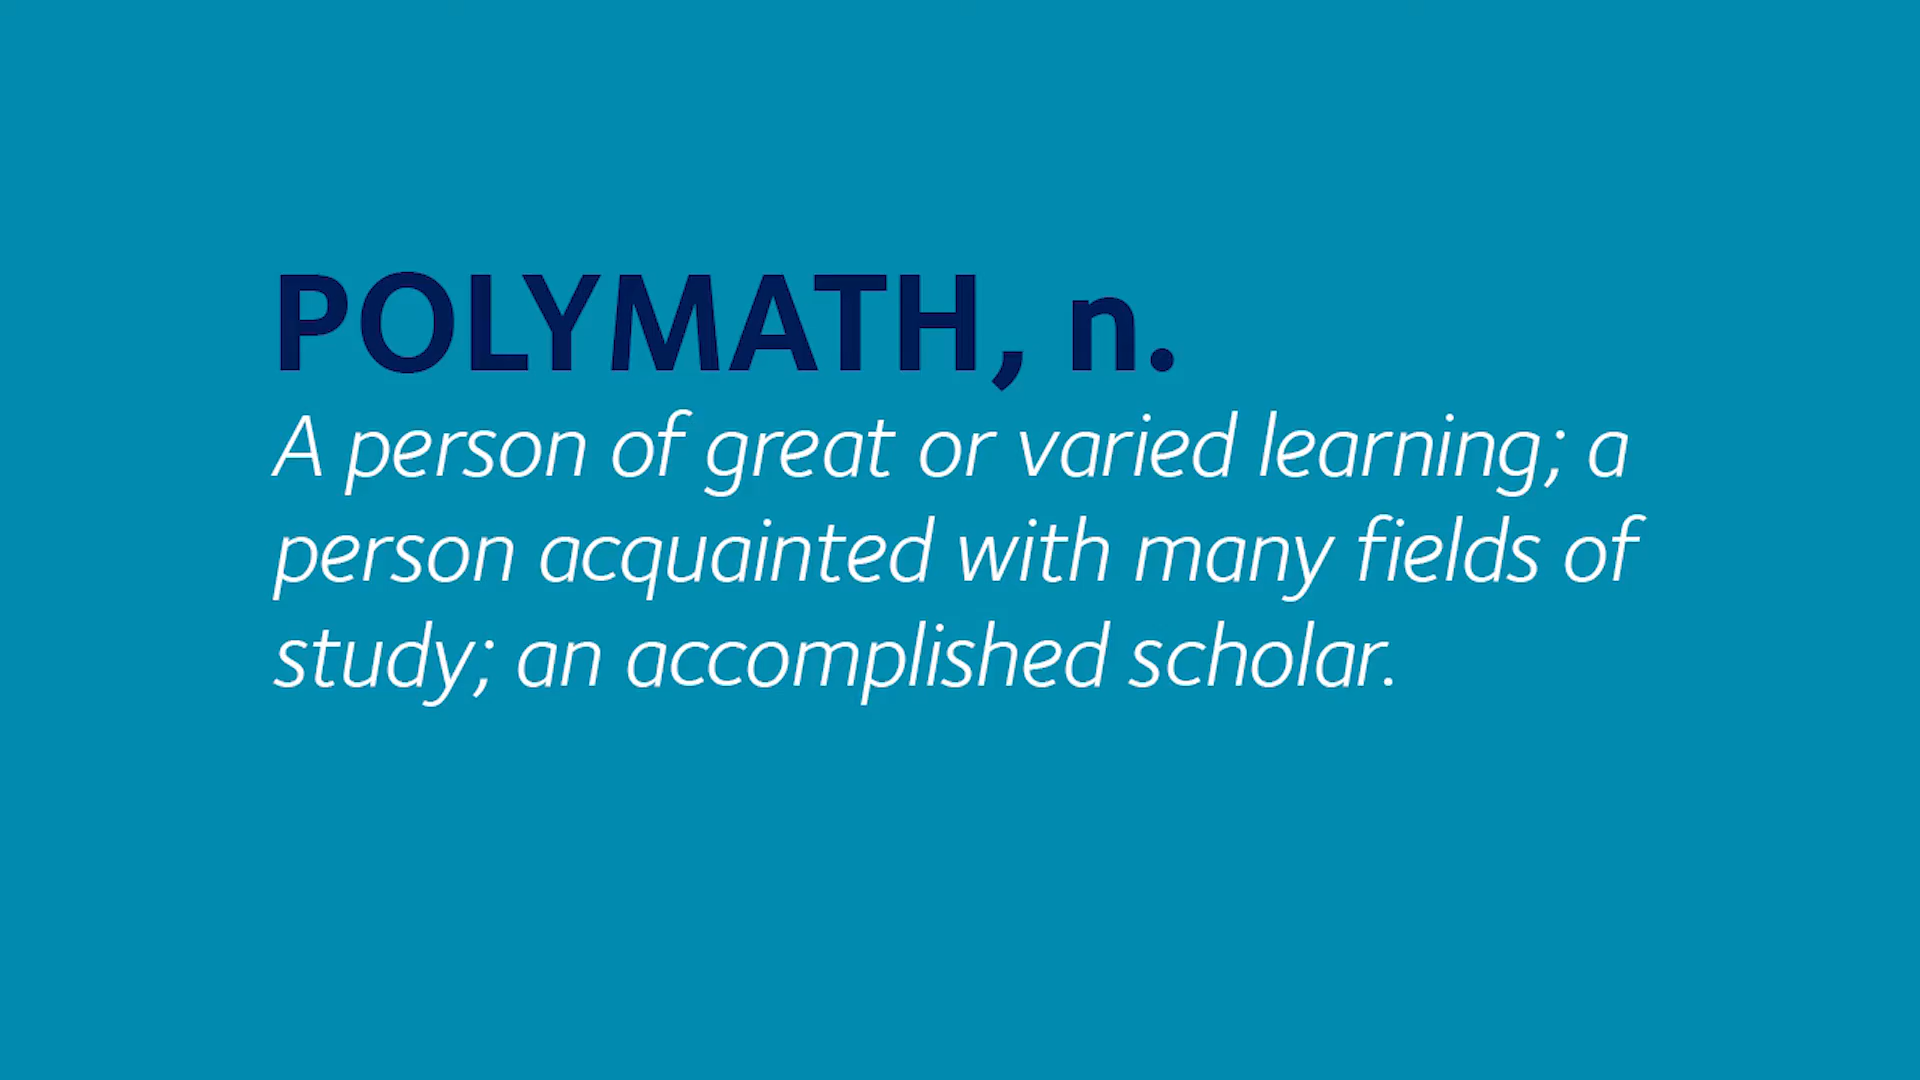 POLYMATH, n.
A person of great or varied learning; a
person acquainted with many fields of
study; an accomplished scholar.